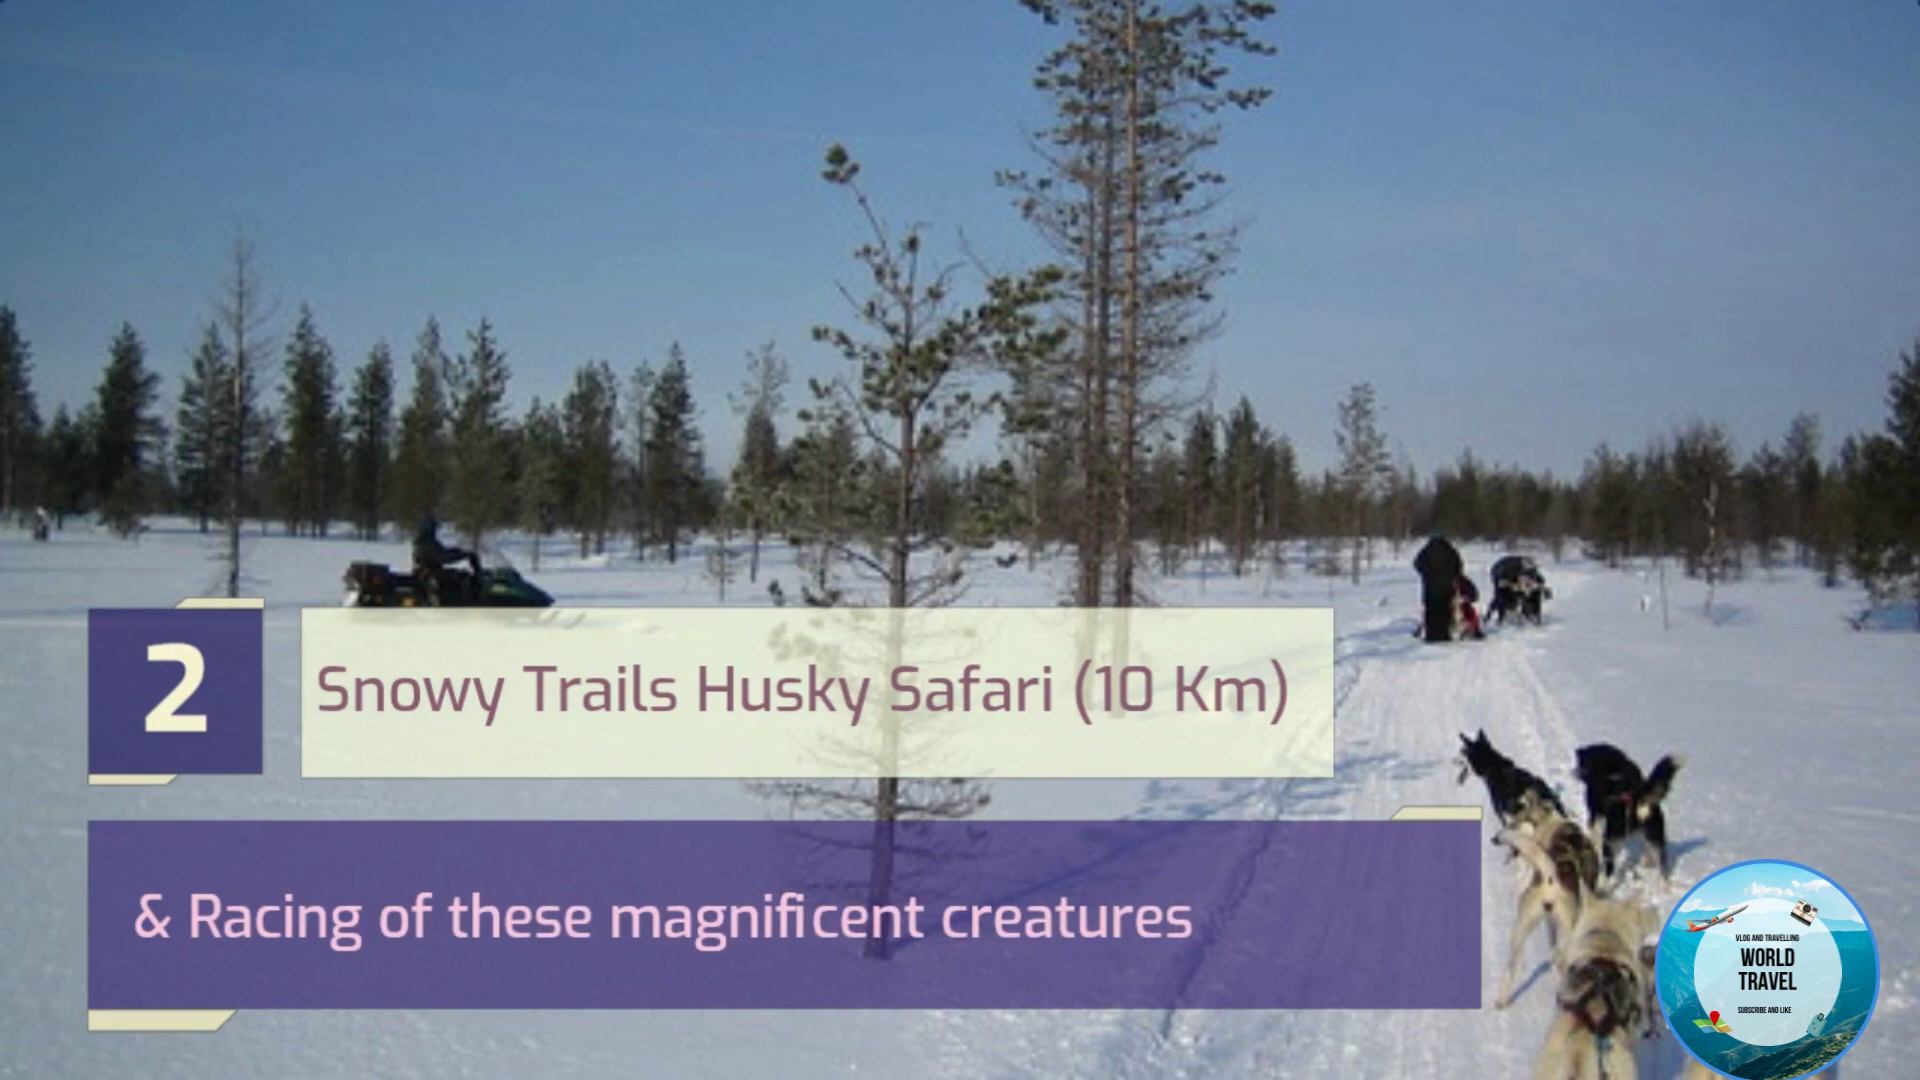 2
Snowy Trails Husky Safari (10 Km)
& Racing of these magnificent creatures
VLOG AND TRAVELLING
WORLD
TRAVEL
SUBSCRIBE AND LIKE